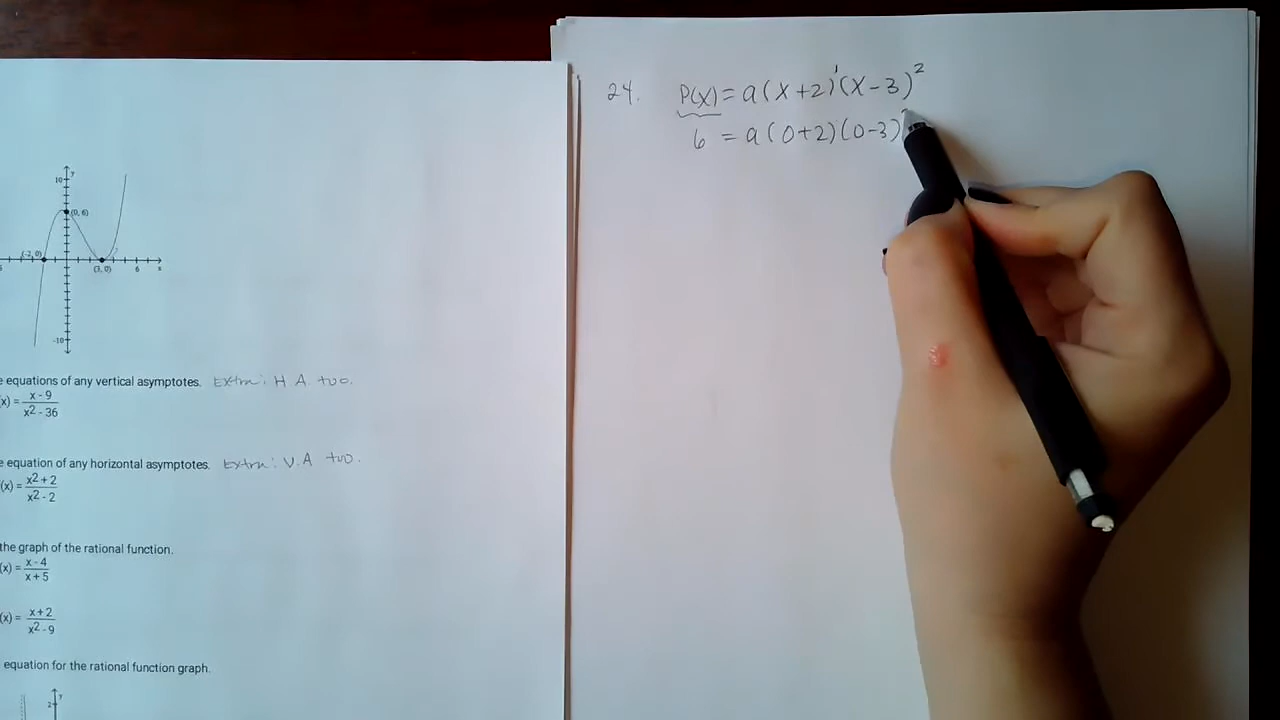 24. P(x) = a(x+2)¹(x-3)²
6 = a(0+2)(0-3)
10
y
(0, 6)
(-2, 0)
(3, 0)
6
x
-10
equations of any vertical asymptotes. Extra: H.A. too.
(x) = x-9 / x²-36
equation of any horizontal asymptotes. Extra: V.A too.
(x) = x²+2 / x²-2
the graph of the rational function.
(x) = x-4 / x+5
(x) = x+2 / x²-9
equation for the rational function graph.
2
y